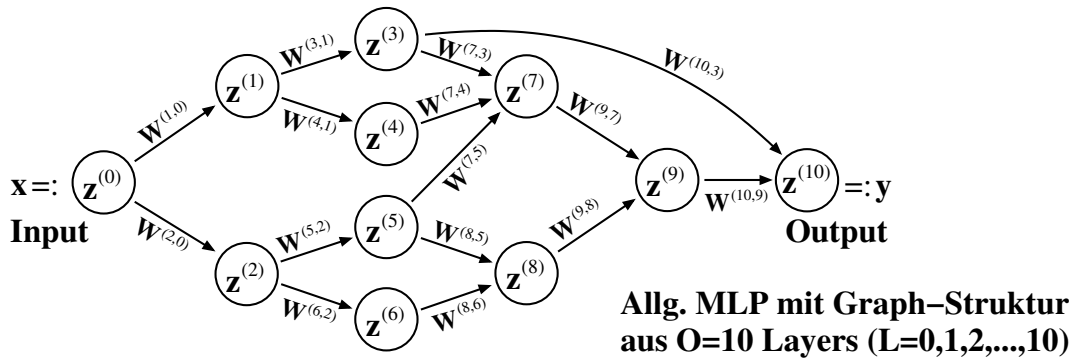 z(3)
W(3,1)
W(7,3)
W(10,3)
z(1)
z(7)
W(7,4)
W(4,1)
z(4)
W(9,7)
W(1,0)
W(7,5)
x =: z(0)
z(9)
z(10) =: y
W(10,9)
Input
Output
W(2,0)
W(5,2)
z(5)
W(8,5)
W(9,8)
z(2)
z(8)
W(6,2)
z(6)
W(8,6)
Allg. MLP mit Graph–Struktur
aus O=10 Layers (L=0,1,2,...,10)